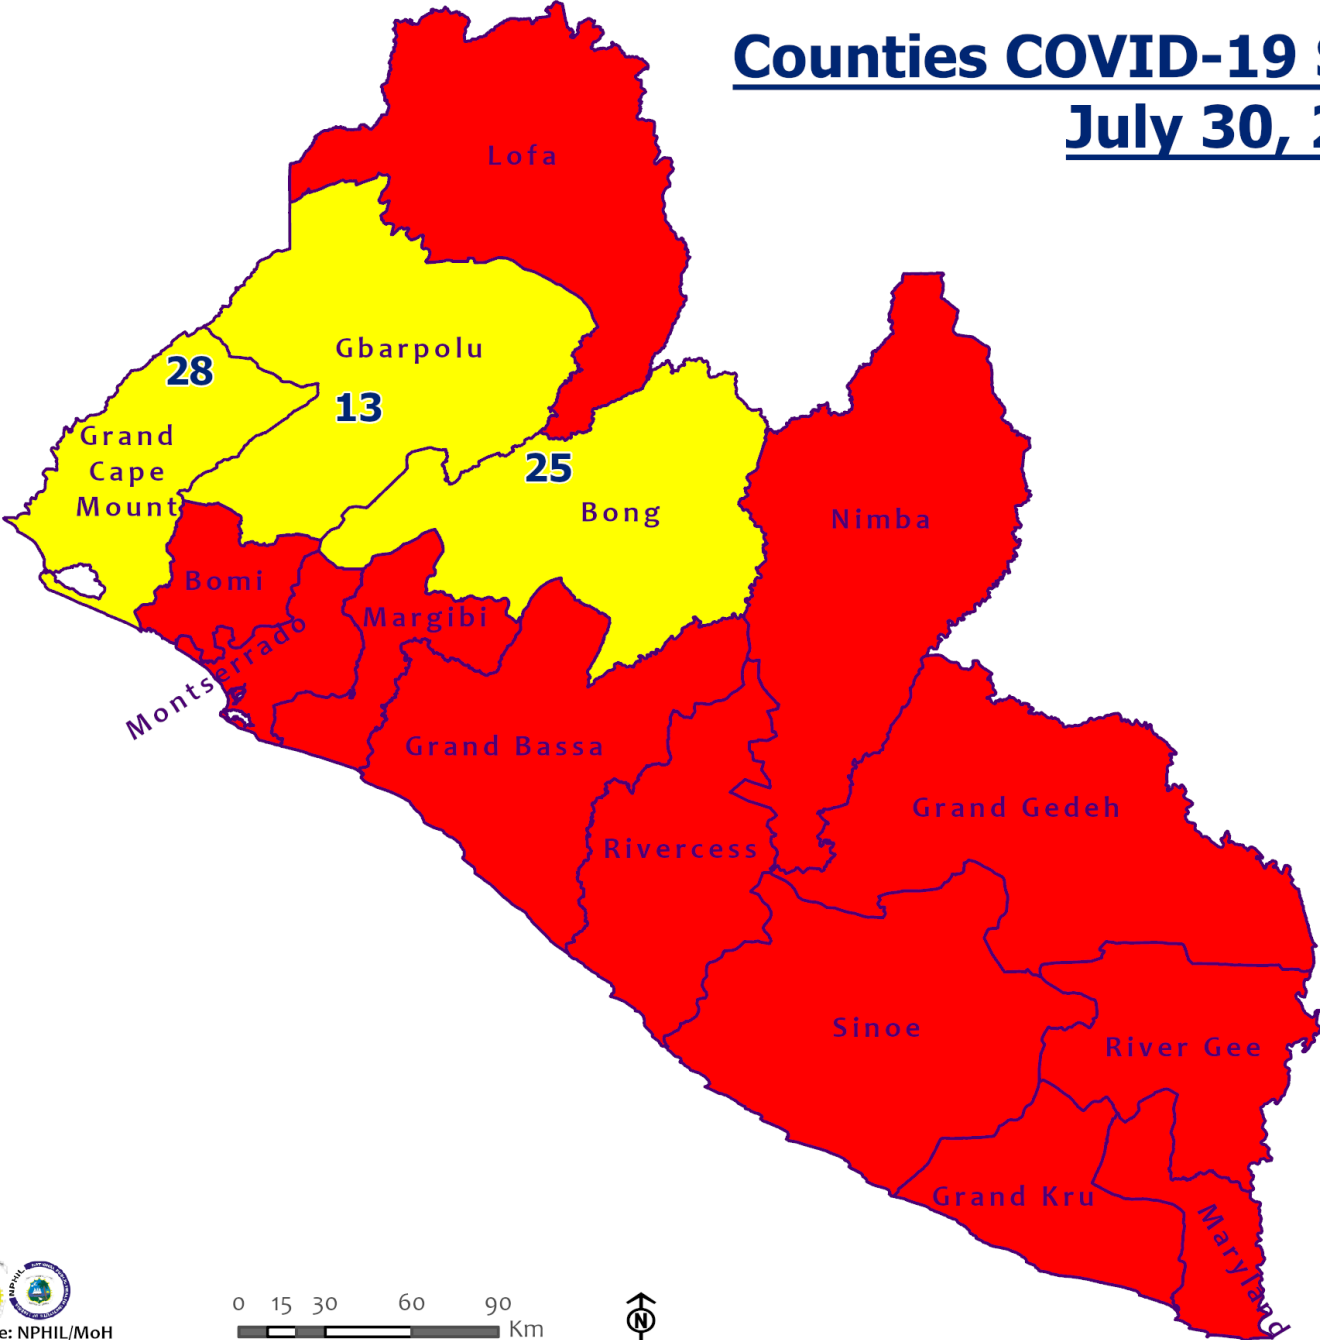 Counties COVID-19
July 30,
Lofa
Gbarpolu
28
13
Grand
Cape
Mount
25
Bong
Nimba
Bomi
Margibi
Montserrado
Grand Bassa
Grand Gedeh
Rivercess
Sinoe
River Gee
Grand Kru
Maryland
0 15 30 60 90
Km
N
NPHIL
e: NPHIL/MoH